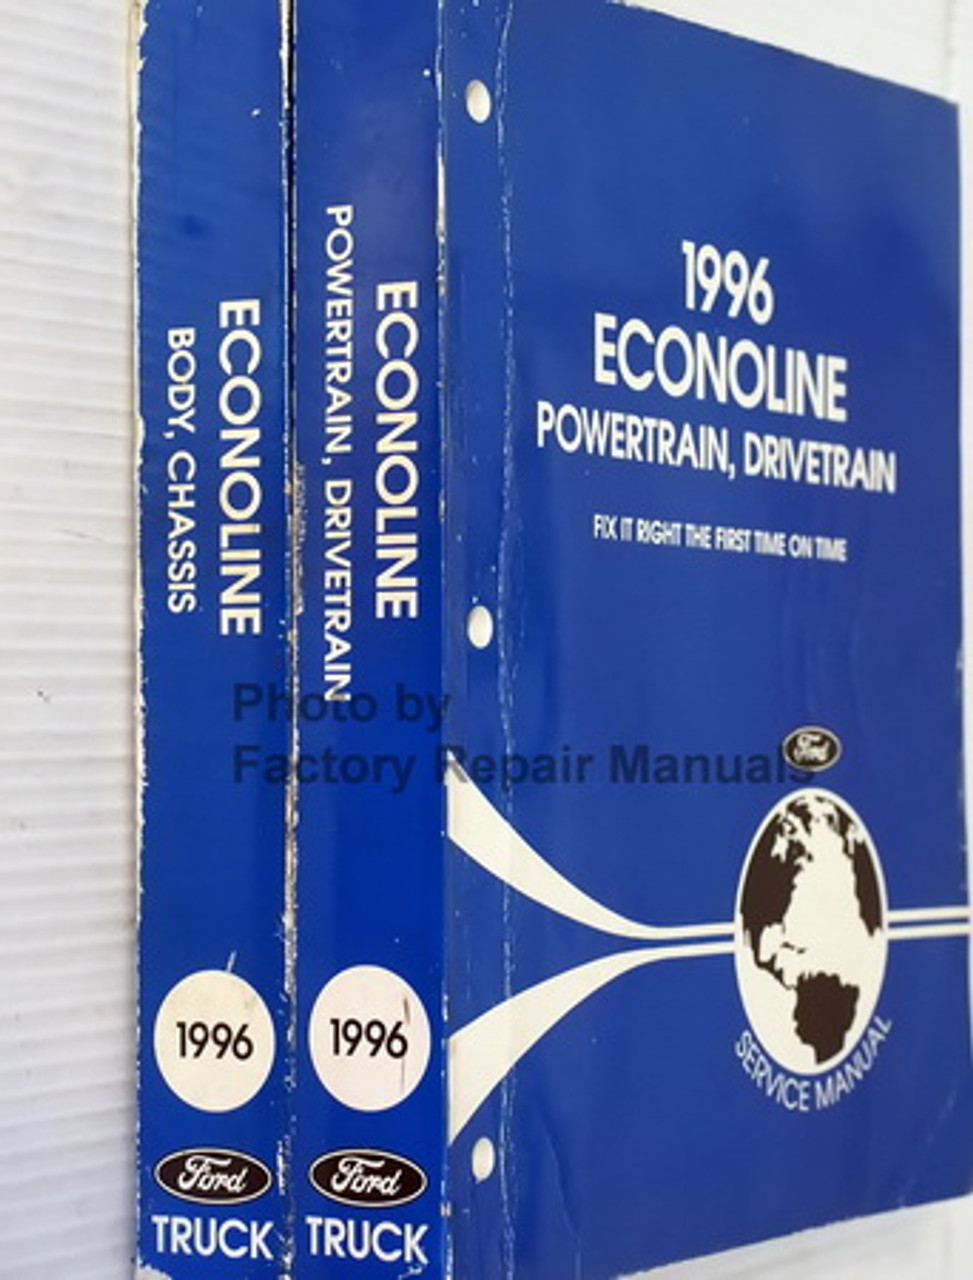 ECONOLINE
BODY, CHASSIS
1996
Ford
TRUCK
ECONOLINE
POWERTRAIN, DRIVETRAIN
1996
Ford
TRUCK
1996
ECONOLINE
POWERTRAIN, DRIVETRAIN
FIX IT RIGHT THE FIRST TIME ON TIME
Ford
SERVICE MANUAL
Photo by
Factory Repair Manuals